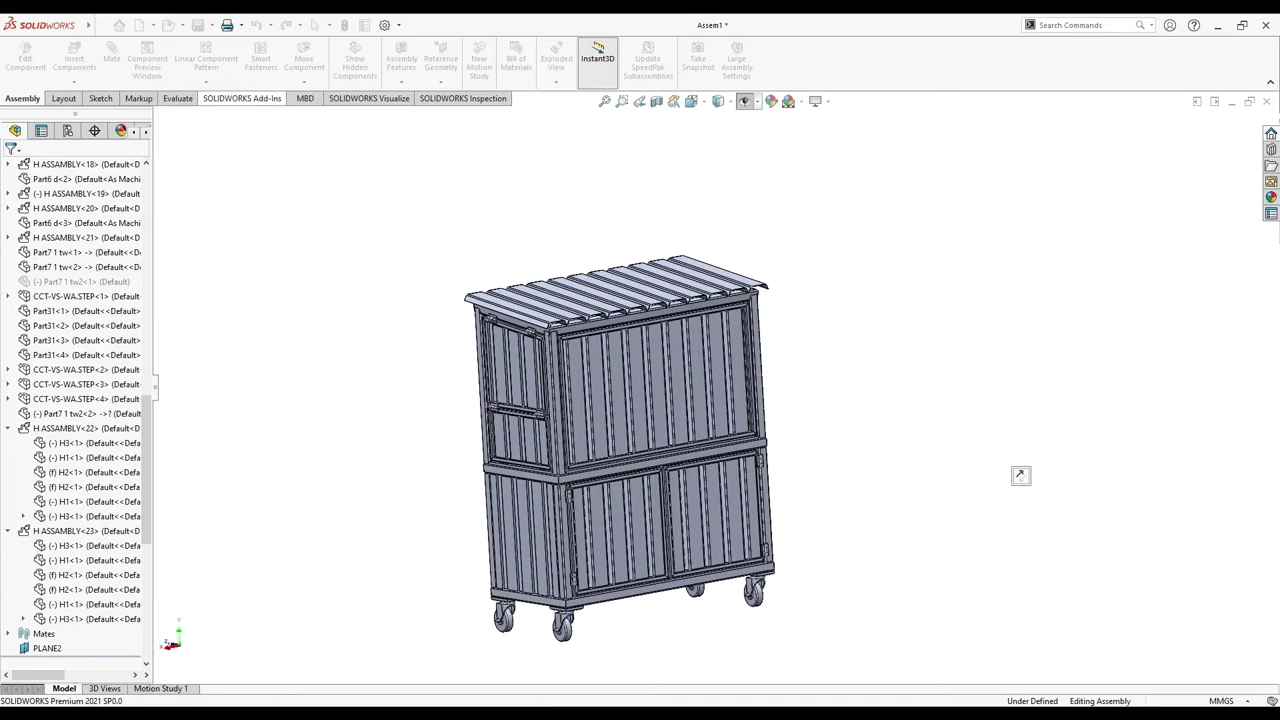 SOLIDWORKS
Assem1 *
Search Commands
Edit Component
Insert Components
Mate
Component Preview Window
Linear Component Pattern
Smart Fasteners
Move Component
Show Hidden Components
Assembly Features
Reference Geometry
New Motion Study
Bill of Materials
Exploded View
Instant3D
Update SpeedPak Subassemblies
Take Snapshot
Large Assembly Settings
Assembly Layout Sketch Markup Evaluate SOLIDWORKS Add-Ins MBD SOLIDWORKS Visualize SOLIDWORKS Inspection
H ASSEMBLY<18> (Default<D
Part6 d<2> (Default<As Machi
(-) H ASSEMBLY<19> (Default
H ASSEMBLY<20> (Default<D
Part6 d<3> (Default<As Machi
H ASSEMBLY<21> (Default<D
Part7 1 tw<1> -> (Default<<D
Part7 1 tw<2> -> (Default<<D
(-) Part7 1 tw2<1> (Default)
CCT-VS-WA.STEP<1> (Default
Part31<1> (Default<<Default
Part31<2> (Default<<Default
Part31<3> (Default<<Default
Part31<4> (Default<<Default
CCT-VS-WA.STEP<2> (Default
CCT-VS-WA.STEP<3> (Default
CCT-VS-WA.STEP<4> (Default
(-) Part7 1 tw2<2> ->? (Default
H ASSEMBLY<22> (Default<D
(-) H3<1> (Default<<Defa
(-) H1<1> (Default<<Defa
(f) H2<1> (Default<<Defa
(f) H2<1> (Default<<Defa
(-) H1<1> (Default<<Defa
(-) H3<1> (Default<<Defa
H ASSEMBLY<23> (Default<D
(-) H3<1> (Default<<Defa
(-) H1<1> (Default<<Defa
(f) H2<1> (Default<<Defa
(f) H2<1> (Default<<Defa
(-) H1<1> (Default<<Defa
(-) H3<1> (Default<<Defa
Mates
PLANE2
Model 3D Views Motion Study 1
SOLIDWORKS Premium 2021 SP0.0
Under Defined Editing Assembly MMGS